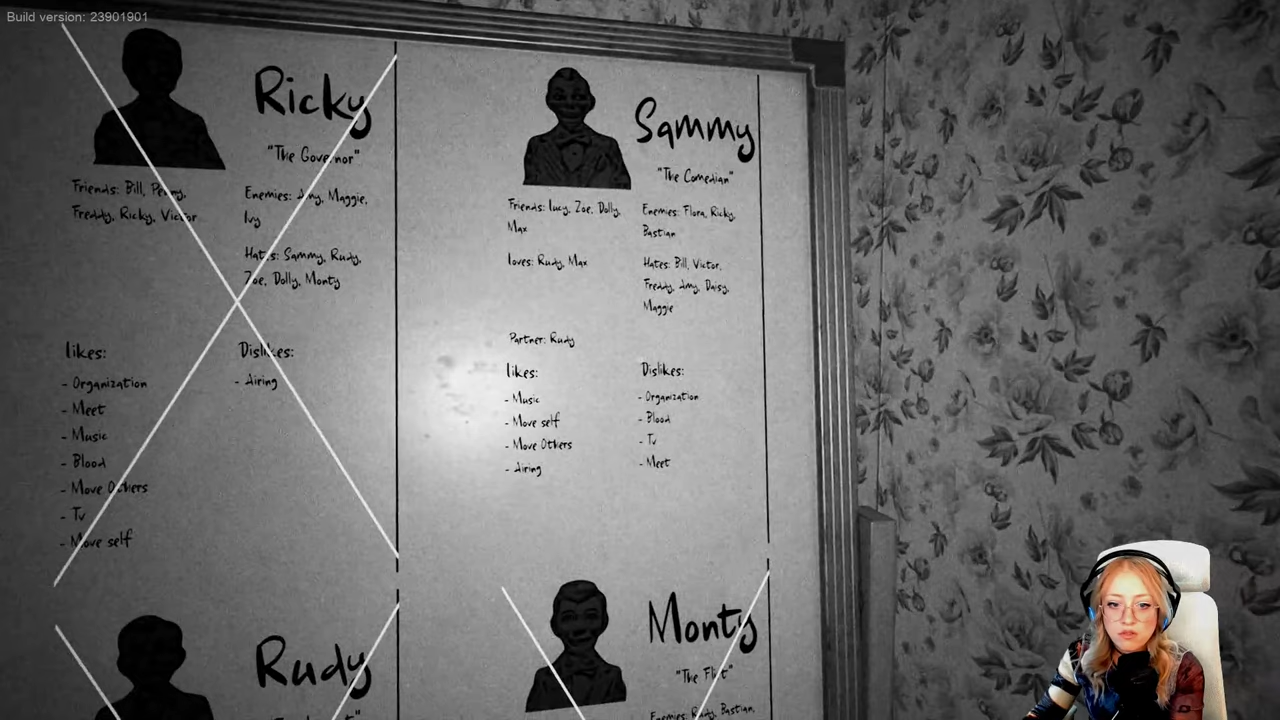 Build version: 23901901
Ricky
"The Governor"
Friends: Bill, Penny,
Freddy, Ricky, Victor
Enemies: Amy, Maggie,
Ivy
Hates: Sammy, Rudy,
Zoe, Dolly, Monty
Likes:
- Organization
- Meet
- Music
- Blood
- Move Others
- Tv
- Move self
Dislikes:
- Airing
Sammy
"The Comedian"
Friends: Lucy, Zoe, Dolly,
Max
Loves: Rudy, Max
Enemies: Flora, Ricky,
Bastian
Hates: Bill, Victor,
Freddy, Amy, Daisy,
Maggie
Partner: Rudy
Likes:
- Music
- Move self
- Move Others
- Airing
Dislikes:
- Organization
- Blood
- Tv
- Meet
Rudy
Monty
"The Flirt"
Enemies: Rudy, Bastian,